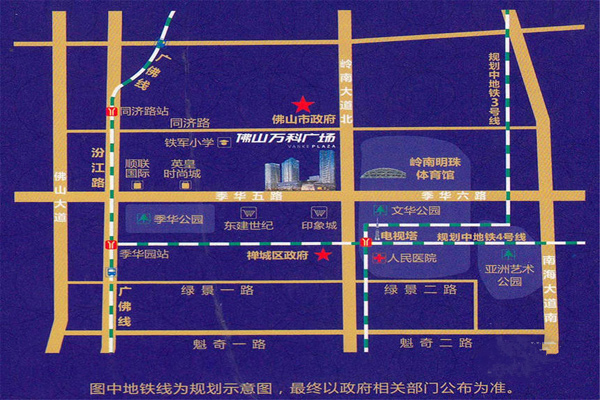 广佛线
岭南大道北
规划中地铁3号线
佛山市政府
同济路站
同济路
铁军小学
佛山万科广场
VANKE PLAZA
汾江路
顺联国际
英皇时尚城
岭南明珠
体育馆
佛山大道
季华五路
季华六路
季华公园
东建世纪
印象城
文华公园
电视塔
规划中地铁4号线
季华园站
禅城区政府
人民医院
亚洲艺术
公园
南海大道南
广佛线
绿景一路
绿景二路
魁奇一路
魁奇二路
图中地铁线为规划示意图，最终以政府相关部门公布为准。